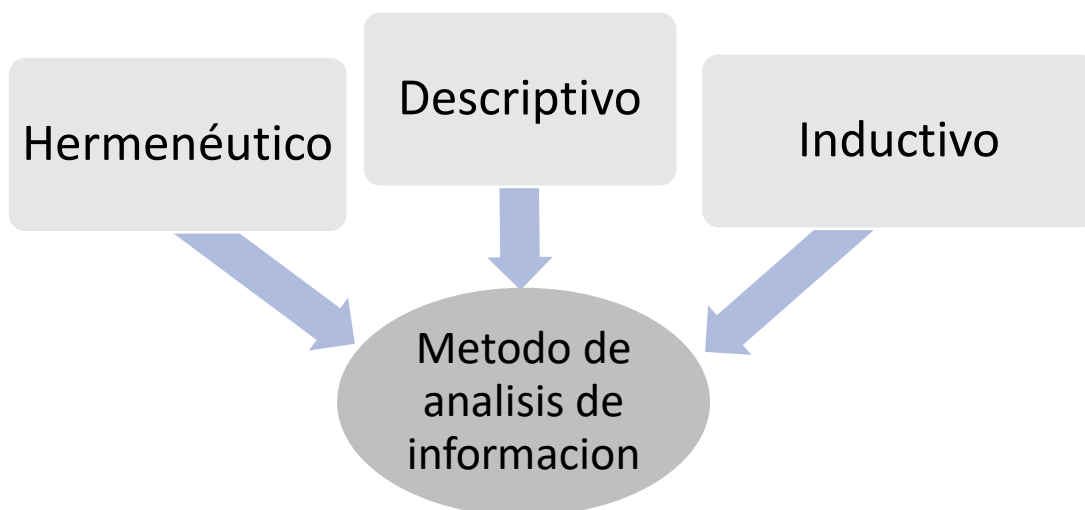 Hermenéutico
Descriptivo
Inductivo
Metodo de
analisis de
informacion